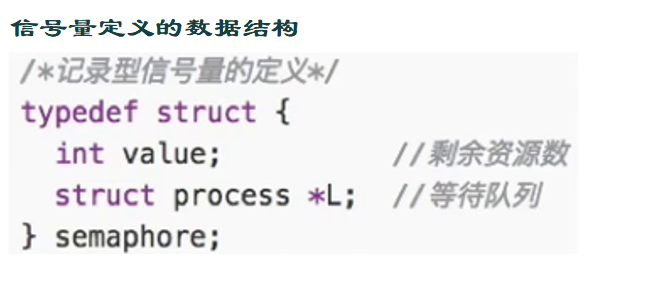 信号量定义的数据结构
/*记录型信号量的定义*/
typedef struct {
  int value;          //剩余资源数
  struct process *L;  //等待队列
} semaphore;